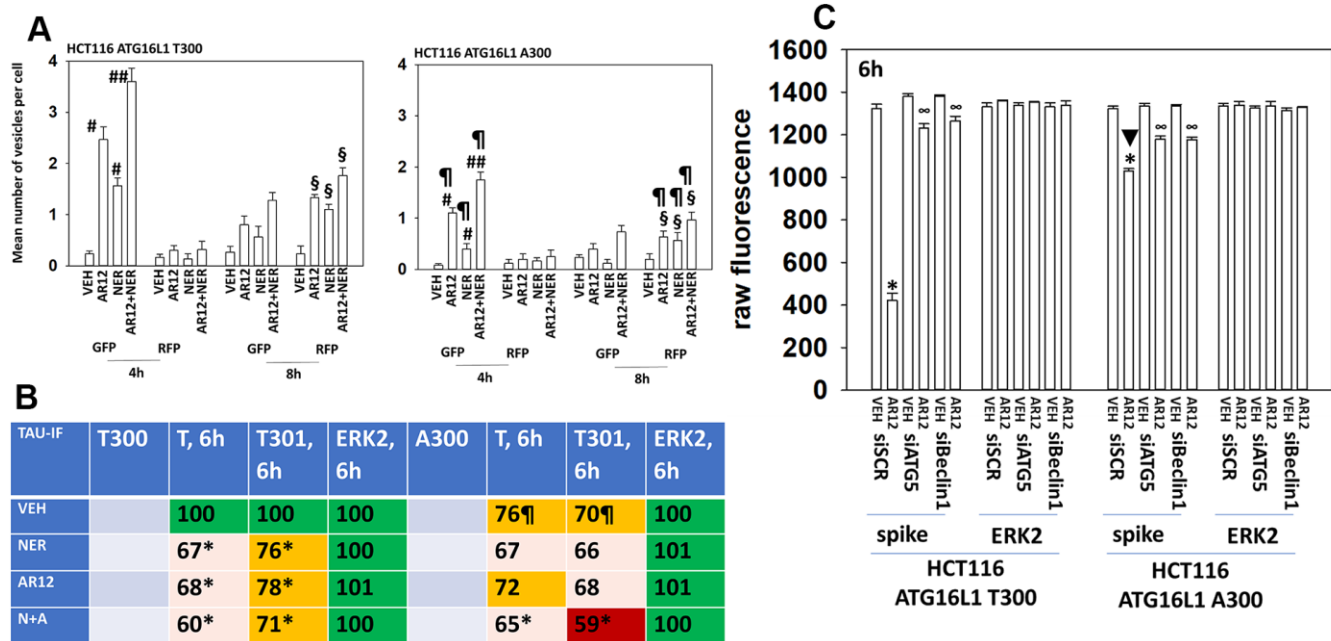 A
HCT116 ATG16L1 T300
Mean number of vesicles per cell
4
3
2
1
0
#
##
#
§
§
§
VEH
AR12
NER
AR12+NER
VEH
AR12
NER
AR12+NER
VEH
AR12
NER
AR12+NER
VEH
AR12
NER
AR12+NER
GFP RFP GFP RFP
4h 8h
HCT116 ATG16L1 A300
4
3
2
1
0
¶
#
¶
#
¶
##
¶
§
¶
§
¶
§
VEH
AR12
NER
AR12+NER
VEH
AR12
NER
AR12+NER
VEH
AR12
NER
AR12+NER
VEH
AR12
NER
AR12+NER
GFP RFP GFP RFP
4h 8h
B
TAU-IF T300 T, 6h T301, 6h ERK2, 6h A300 T, 6h T301, 6h ERK2, 6h
VEH 100 100 100 76¶ 70¶ 100
NER 67* 76* 100 67 66 101
AR12 68* 78* 101 72 68 101
N+A 60* 71* 100 65* 59* 100
C
6h
raw fluorescence
1600
1400
1200
1000
800
600
400
200
0
*
∞
∞
▼
*
∞
∞
VEH AR12 VEH AR12 VEH AR12 VEH AR12 VEH AR12 VEH AR12 VEH AR12 VEH AR12 VEH AR12 VEH AR12 VEH AR12 VEH AR12
siSCR siATG5 siBeclin1 siSCR siATG5 siBeclin1 siSCR siATG5 siBeclin1 siSCR siATG5 siBeclin1
spike ERK2 spike ERK2
HCT116 HCT116
ATG16L1 T300 ATG16L1 A300